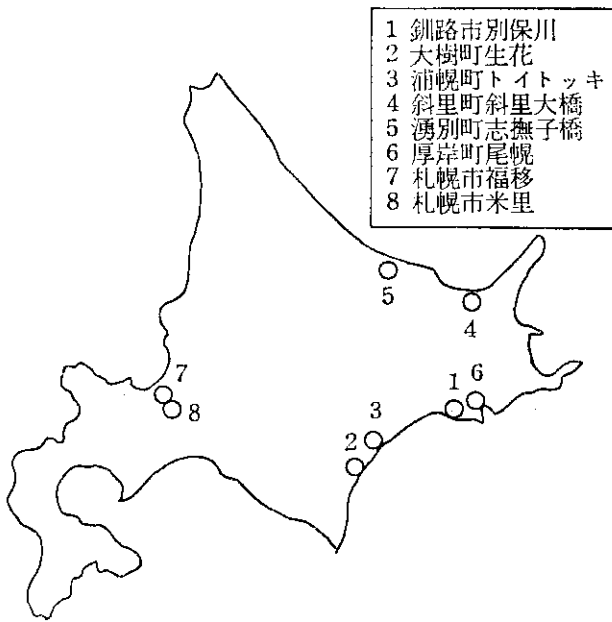 1 釧路市別保川
2 大樹町生花
3 浦幌町トイトッキ
4 斜里町斜里大橋
5 湧別町志撫子橋
6 厚岸町尾幌
7 札幌市福移
8 札幌市米里
5
4
7
8
1
6
3
2